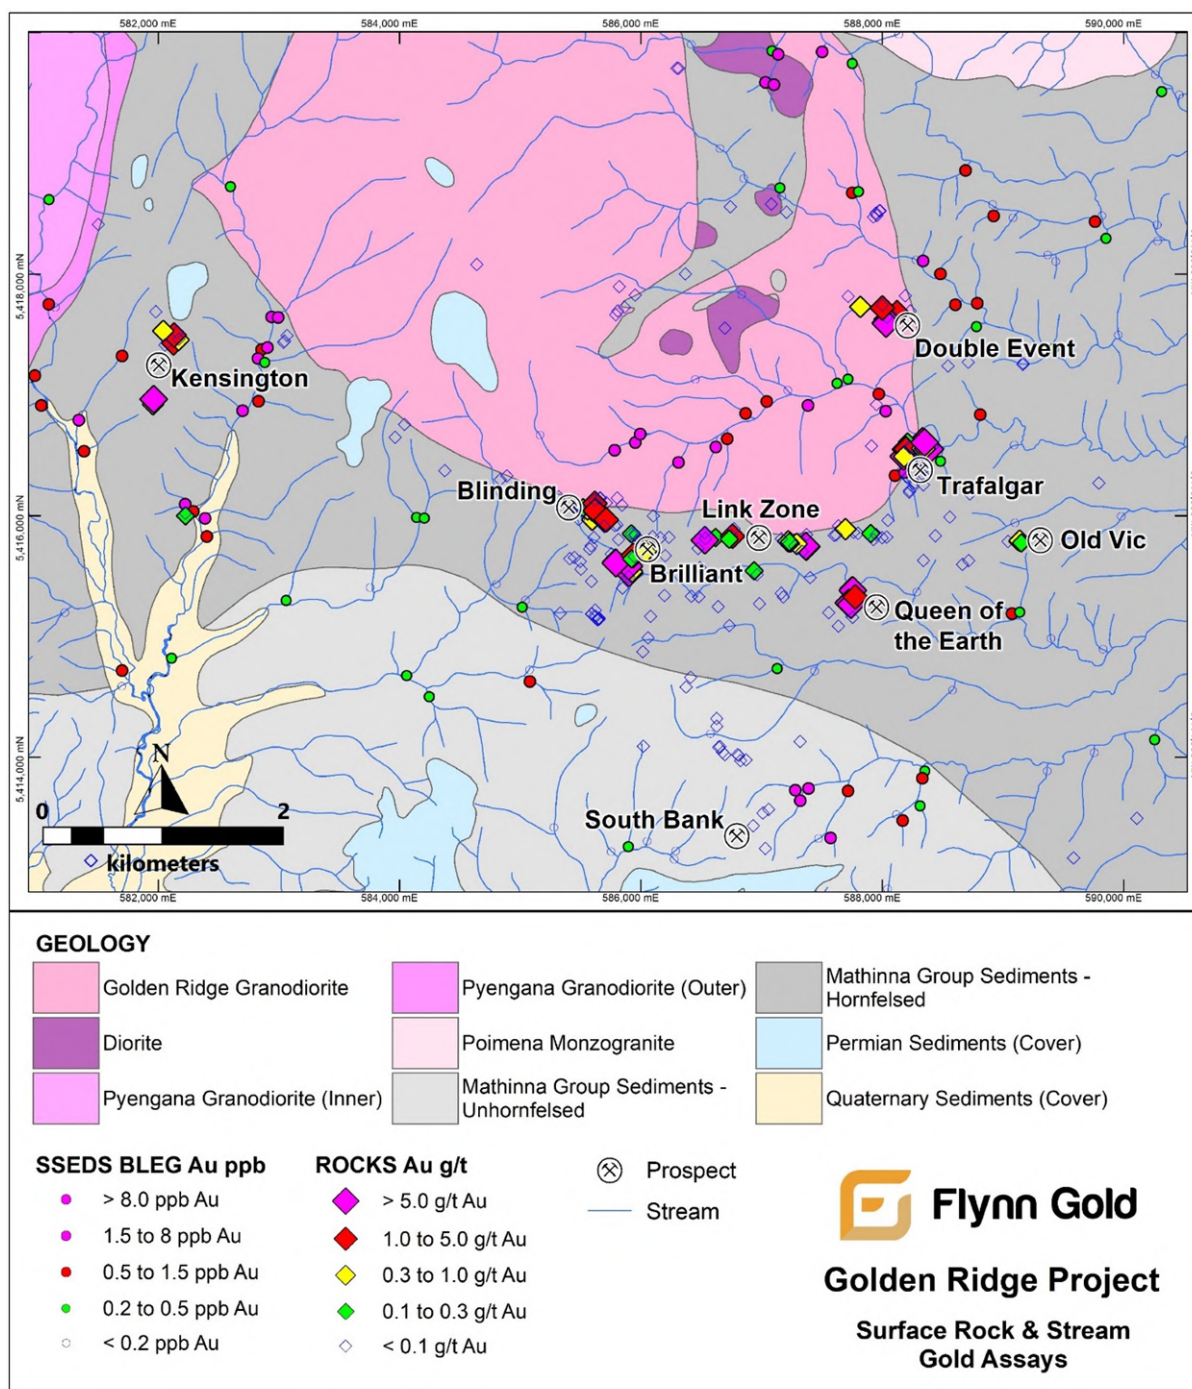 582,000 mE
584,000 mE
586,000 mE
588,000 mE
590,000 mE
5,418,000 mN
5,416,000 mN
5,414,000 mN
Kensington
Double Event
Blinding
Link Zone
Trafalgar
Old Vic
Brilliant
Queen of
the Earth
South Bank
N
0 2
kilometers
582,000 mE
584,000 mE
586,000 mE
588,000 mE
590,000 mE
GEOLOGY
Golden Ridge Granodiorite
Diorite
Pyengana Granodiorite (Inner)
Pyengana Granodiorite (Outer)
Poimena Monzogranite
Mathinna Group Sediments -
Unhornfelsed
Mathinna Group Sediments -
Hornfelsed
Permian Sediments (Cover)
Quaternary Sediments (Cover)
SSEDS BLEG Au ppb
> 8.0 ppb Au
1.5 to 8 ppb Au
0.5 to 1.5 ppb Au
0.2 to 0.5 ppb Au
< 0.2 ppb Au
ROCKS Au g/t
> 5.0 g/t Au
1.0 to 5.0 g/t Au
0.3 to 1.0 g/t Au
0.1 to 0.3 g/t Au
< 0.1 g/t Au
Prospect
Stream
Flynn Gold
Golden Ridge Project
Surface Rock & Stream
Gold Assays